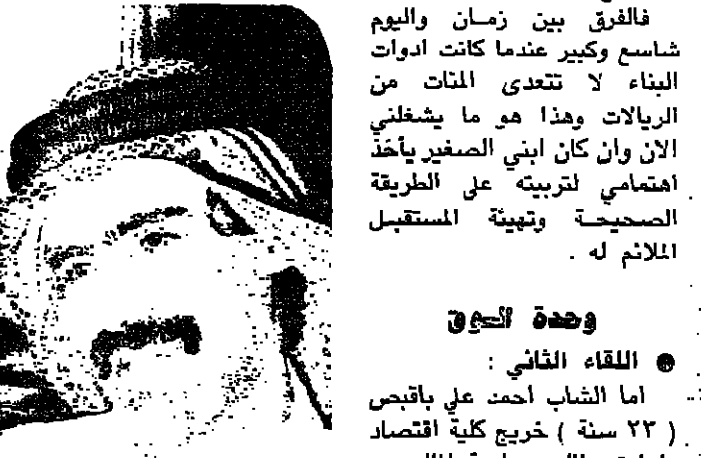 فالفرق بين زمان واليوم
شاسع وكبير عندما كانت ادوات
البناء لا تتعدى المئات من
الريالات وهذا هو ما يشغلني
الان وان كان ابني الصغير يأخذ
اهتمامي لتربيته على الطريقة
الصحيحة وتهيئة المستقبل
الملائم له .
وحدة
● اللقاء الثاني :
اما الشاب احمد علي باقبص
( ٢٣ سنة ) خريج كلية اقتصاد